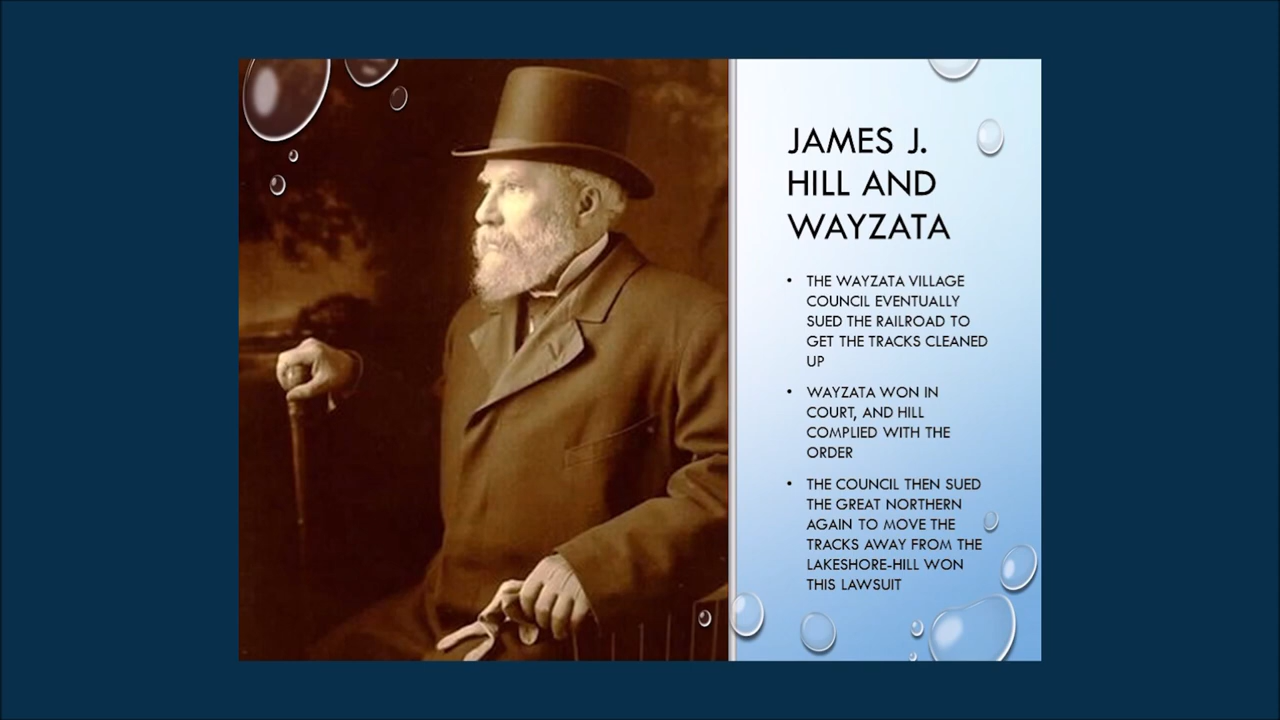 JAMES J.
HILL AND
WAYZATA
• THE WAYZATA VILLAGE
COUNCIL EVENTUALLY
SUED THE RAILROAD TO
GET THE TRACKS CLEANED
UP
• WAYZATA WON IN
COURT, AND HILL
COMPLIED WITH THE
ORDER
• THE COUNCIL THEN SUED
THE GREAT NORTHERN
AGAIN TO MOVE THE
TRACKS AWAY FROM THE
LAKESHORE-HILL WON
THIS LAWSUIT